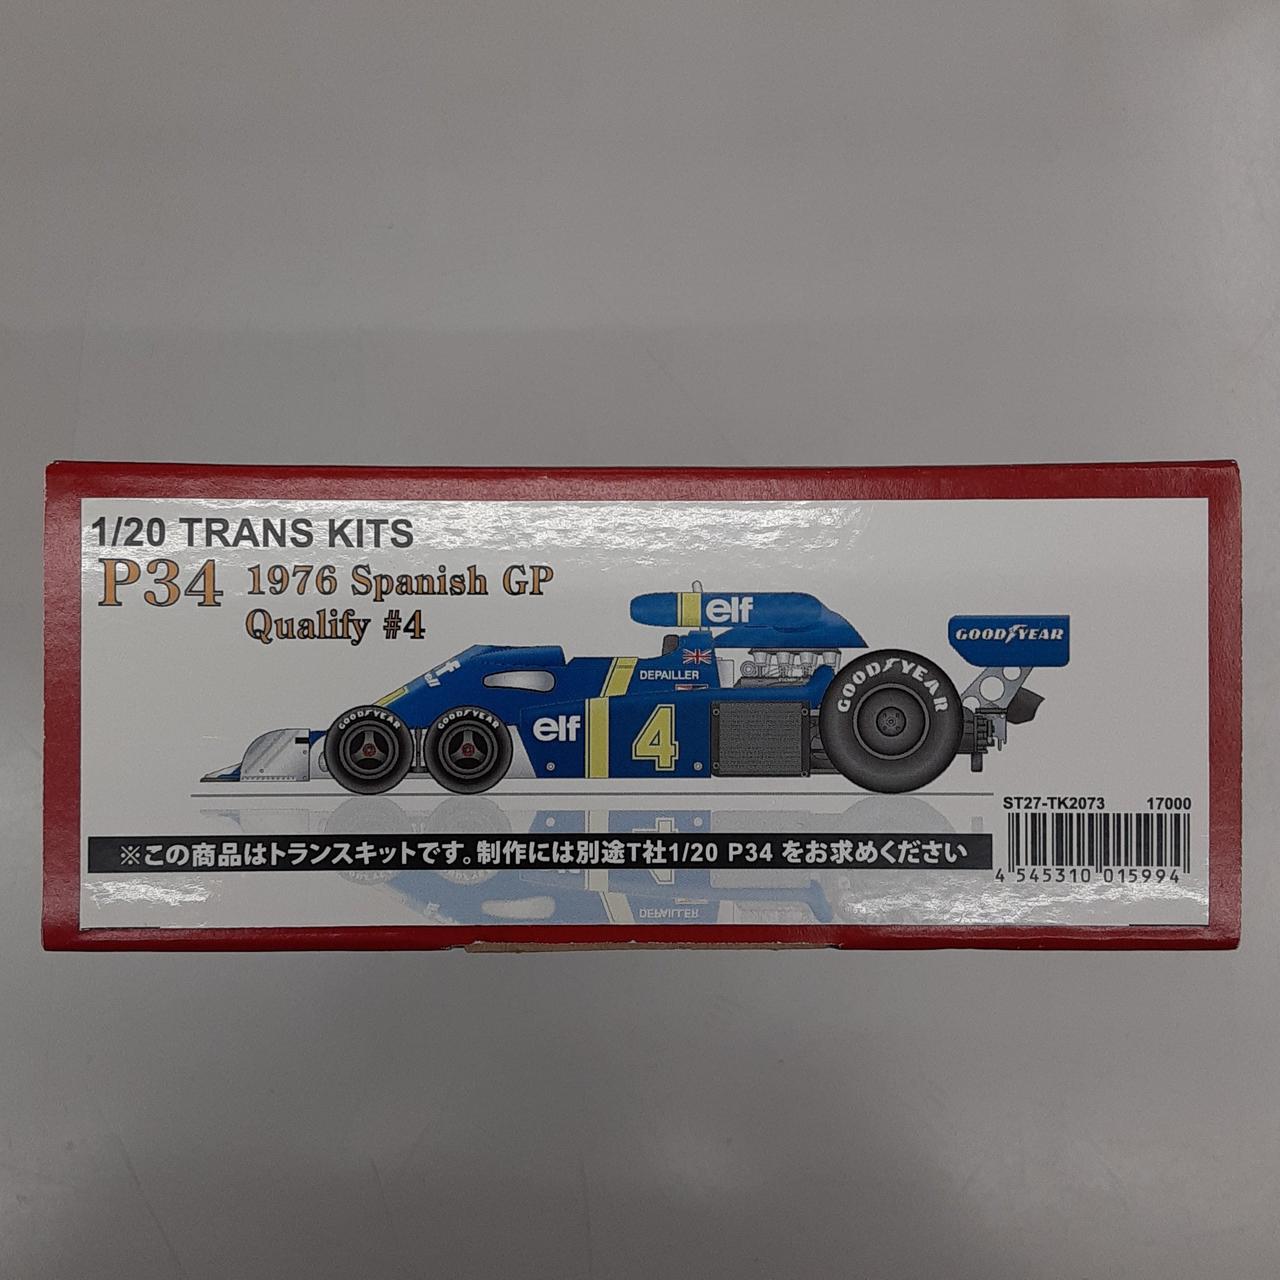 1/20 TRANS KITS
P34 1976 Spanish GP
Qualify #4
elf
GOODYEAR
elf
elf
DEPAILLER
GOODYEAR
GOODYEAR
GOODYEAR
elf
4
ST27-TK2073 17000
※この商品はトランスキットです。制作には別途T社1/20 P34 をお求めください
4 545310 015994
DEPAILLER